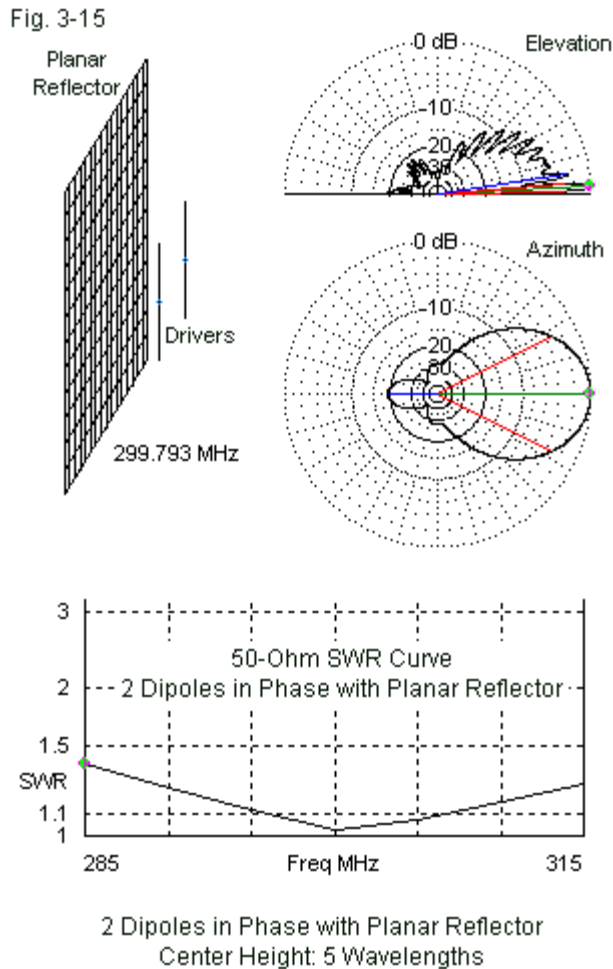 Fig. 3-15
Planar
Reflector
Drivers
299.793 MHz
0 dB
Elevation
-10
20
30
0 dB
Azimuth
-10
20
30
3
2
1.5
SWR
1.1
1
50-Ohm SWR Curve
2 Dipoles in Phase with Planar Reflector
285
Freq MHz
315
2 Dipoles in Phase with Planar Reflector
Center Height: 5 Wavelengths